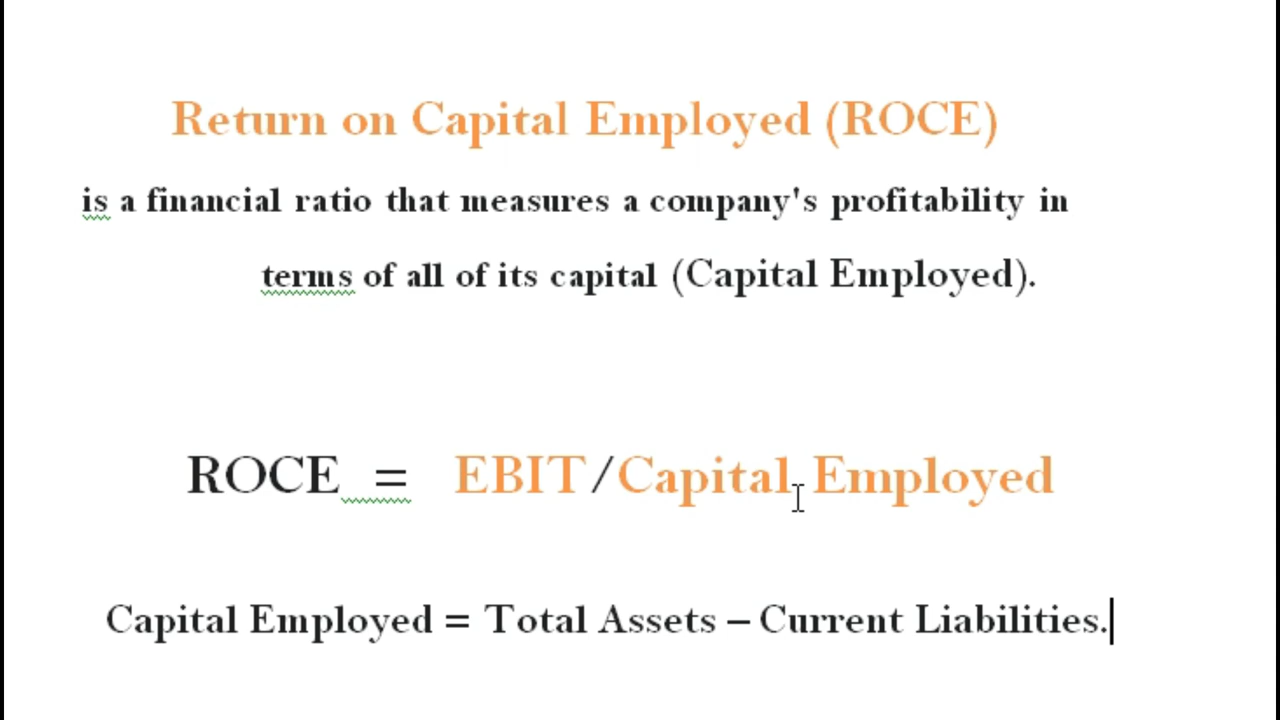 Return on Capital Employed (ROCE)
is a financial ratio that measures a company's profitability in
terms of all of its capital (Capital Employed).
ROCE = EBIT/Capital Employed
Capital Employed = Total Assets – Current Liabilities.